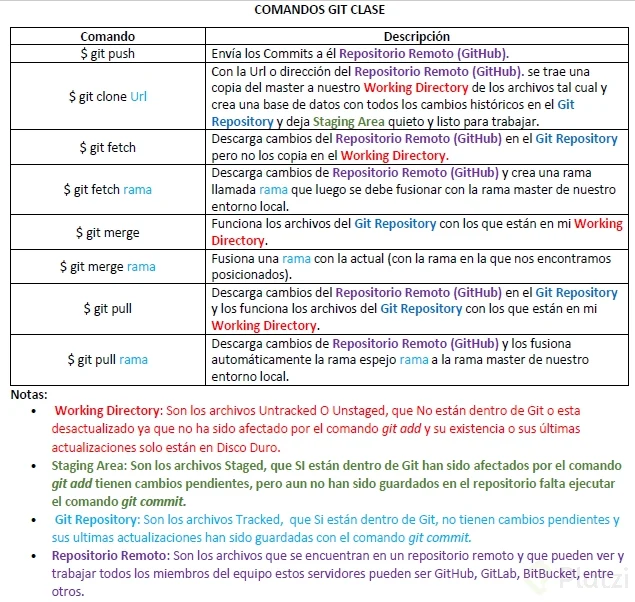 COMANDOS GIT CLASE
Comando Descripción
$ git push Envía los Commits a él Repositorio Remoto (GitHub).
Con la Url o dirección del Repositorio Remoto (GitHub). se trae una
copia del master a nuestro Working Directory de los archivos tal cual y
$ git clone Url crea una base de datos con todos los cambios históricos en el Git
Repository y deja Staging Area quieto y listo para trabajar.
$ git fetch Descarga cambios del Repositorio Remoto (GitHub) en el Git Repository
pero no los copia en el Working Directory.
Descarga cambios de Repositorio Remoto (GitHub) y crea una rama
$ git fetch rama llamada rama que luego se debe fusionar con la rama master de nuestro
entorno local.
$ git merge Funciona los archivos del Git Repository con los que están en mi Working
Directory.
$ git merge rama Fusiona una rama con la actual (con la rama en la que nos encontramos
posicionados).
Descarga cambios del Repositorio Remoto (GitHub) en el Git Repository
$ git pull y los funciona los archivos del Git Repository con los que están en mi
Working Directory.
Descarga cambios de Repositorio Remoto (GitHub) y los fusiona
$ git pull rama automáticamente la rama espejo rama a la rama master de nuestro
entorno local.
Notas:
• Working Directory: Son los archivos Untracked O Unstaged, que No están dentro de Git o esta
desactualizado ya que no ha sido afectado por el comando git add y su existencia o sus últimas
actualizaciones solo están en Disco Duro.
• Staging Area: Son los archivos Staged, que SI están dentro de Git han sido afectados por el comando
git add tienen cambios pendientes, pero aun no han sido guardados en el repositorio falta ejecutar
el comando git commit.
• Git Repository: Son los archivos Tracked, que Si están dentro de Git, no tienen cambios pendientes y
sus ultimas actualizaciones han sido guardadas con el comando git commit.
• Repositorio Remoto: Son los archivos que se encuentran en un repositorio remoto y que pueden ver y
trabajar todos los miembros del equipo estos servidores pueden ser GitHub, GitLab, BitBucket, entre
otros.
Platzi